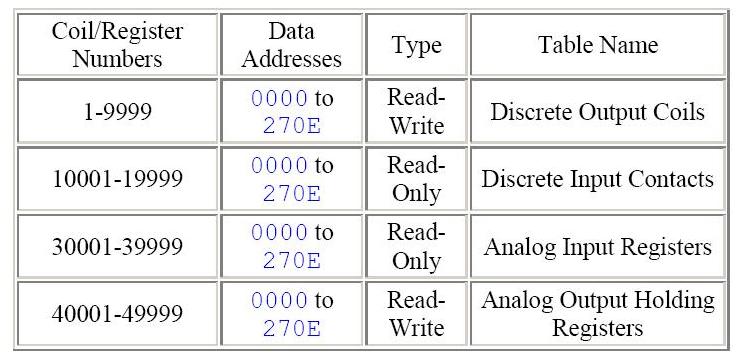 Coil/Register Numbers
Data Addresses
Type
Table Name
1-9999
0000 to 270E
Read-Write
Discrete Output Coils
10001-19999
0000 to 270E
Read-Only
Discrete Input Contacts
30001-39999
0000 to 270E
Read-Only
Analog Input Registers
40001-49999
0000 to 270E
Read-Write
Analog Output Holding Registers